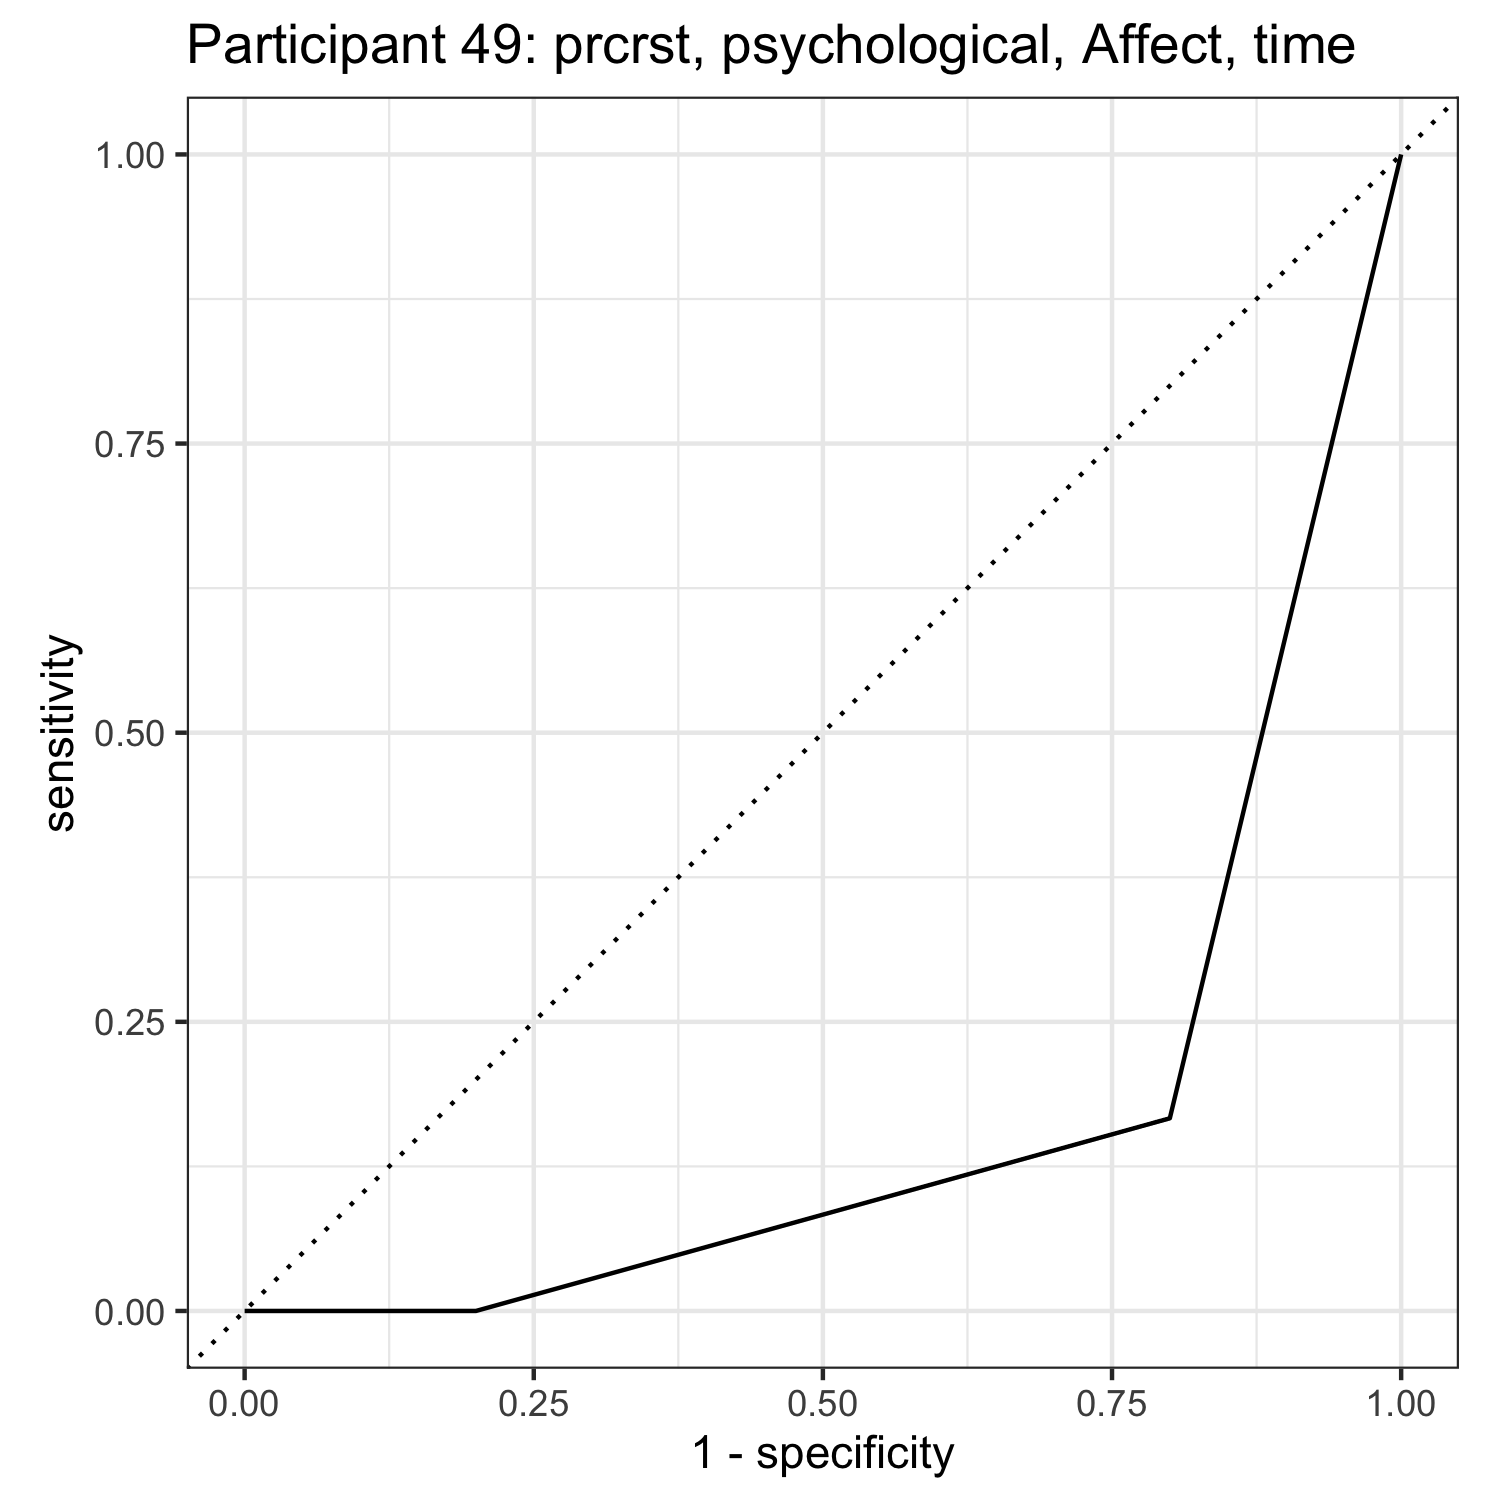 Participant 49: prcrst, psychological, Affect, time
1.00
0.75
0.50
0.25
0.00
sensitivity
0.00 0.25 0.50 0.75 1.00
1 - specificity